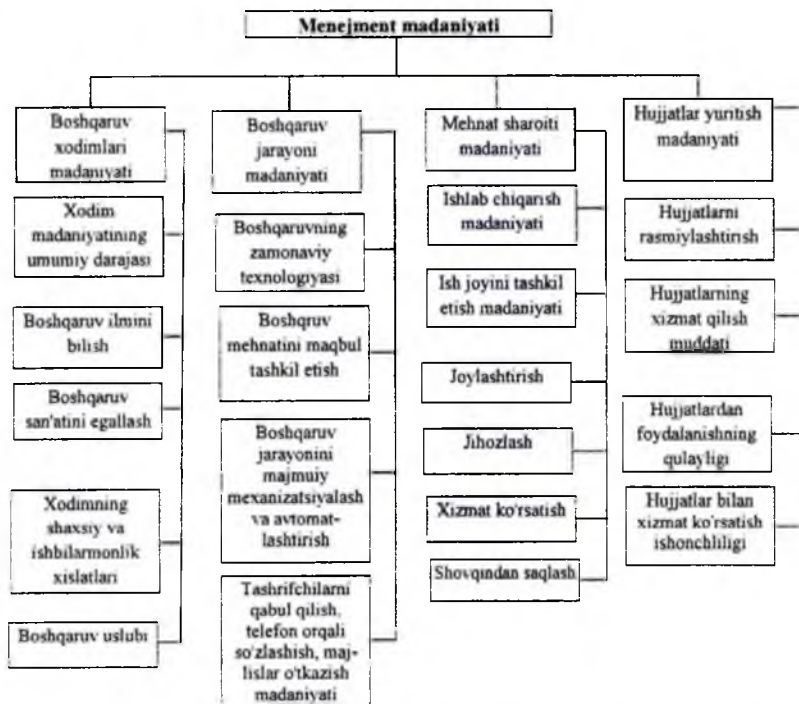 Menejment madaniyati
Boshqaruv
xodimlari
madaniyati
Xodim
madaniyatining
umumiy darajasi
Boshqaruv ilmini
bilish
Boshqaruv
san'atini egallash
Xodimning
shaxsiy va
ishbilarmonlik
xislatlari
Boshqaruv uslubi
Boshqaruv
jarayoni
madaniyati
Boshqaruvning
zamonaviy
texnologiyasi
Boshqruv
mehnatini maqbul
tashkil etish
Boshqaruv
jarayonini
majmuiy
mexanizatsiyalash
va avtomat-
lashtirish
Tashrifchilarni
qabul qilish,
telefon orqali
so'zlashish, maj-
lislar o'tkazish
madaniyati
Mehnat sharoiti
madaniyati
Ishlab chiqarish
madaniyati
Ish joyini tashkil
etish madaniyati
Joylashtirish
Jihozlash
Xizmat ko'rsatish
Shovqindan saqlash
Hujjatlar yuritish
madaniyati
Hujjatlarni
rasmiylashtirish
Hujjatlarning
xizmat qilish
muddati
Hujjatlardan
foydalanishning
qulayligi
Hujjatlar bilan
xizmat ko'rsatish
ishonchliligi